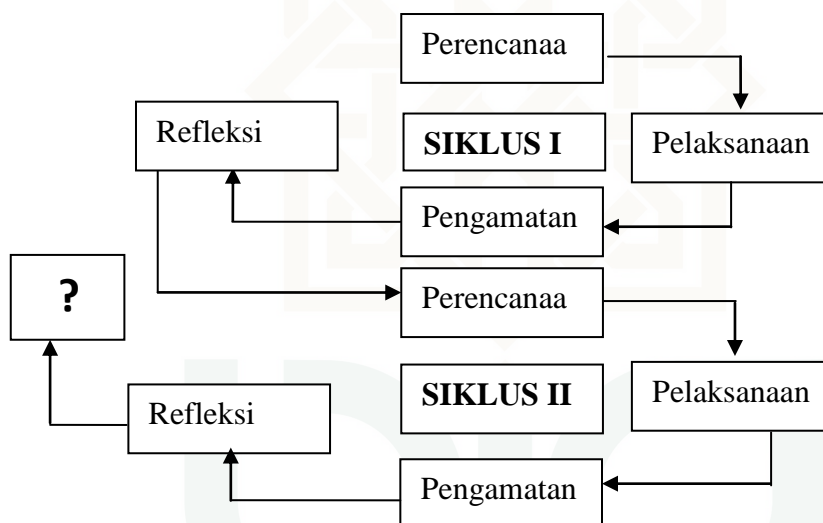 Perencanaa
Refleksi
SIKLUS I
Pelaksanaan
Pengamatan
?
Perencanaa
SIKLUS II
Pelaksanaan
Refleksi
Pengamatan